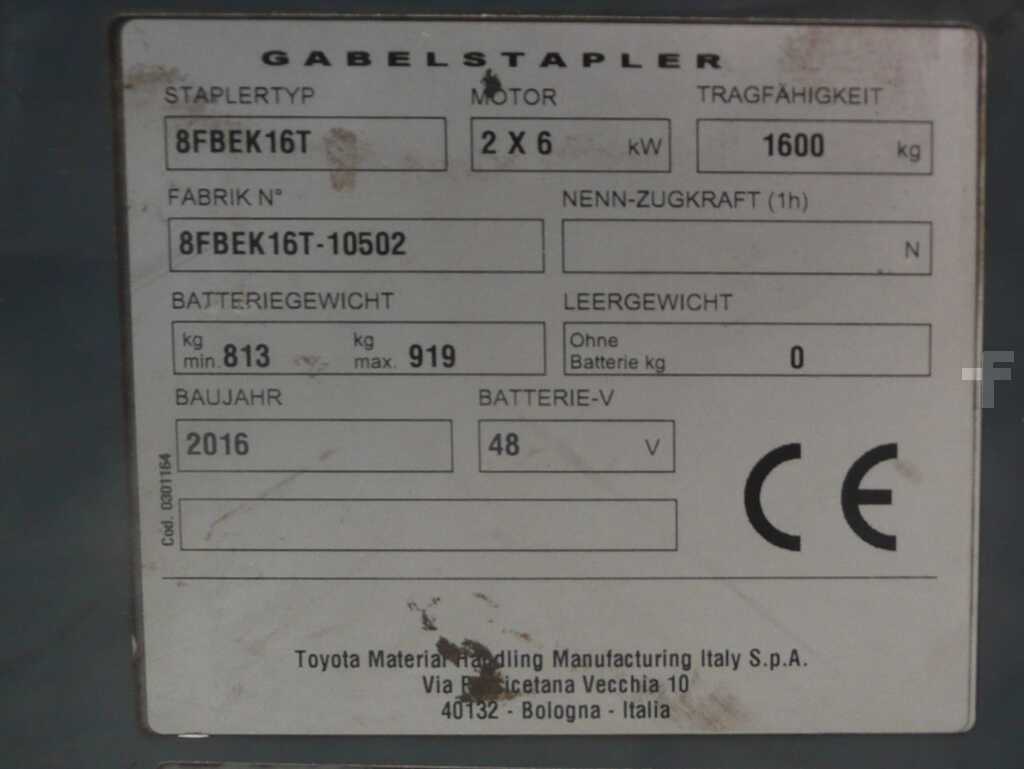 GABELSTAPLER
STAPLERTYP MOTOR TRAGFÄHIGKEIT
8FBEK16T 2 X 6 kW 1600 kg
FABRIK N° NENN-ZUGKRAFT (1h)
8FBEK16T-10502 N
BATTERIEGEWICHT LEERGEWICHT
kg min. 813 kg max. 919 Ohne Batterie kg 0
BAUJAHR BATTERIE-V
2016 48 V
CE
Cod. 0301164
Toyota Material Handling Manufacturing Italy S.p.A.
Via Vecchia 10
40132 - Bologna - Italia
F